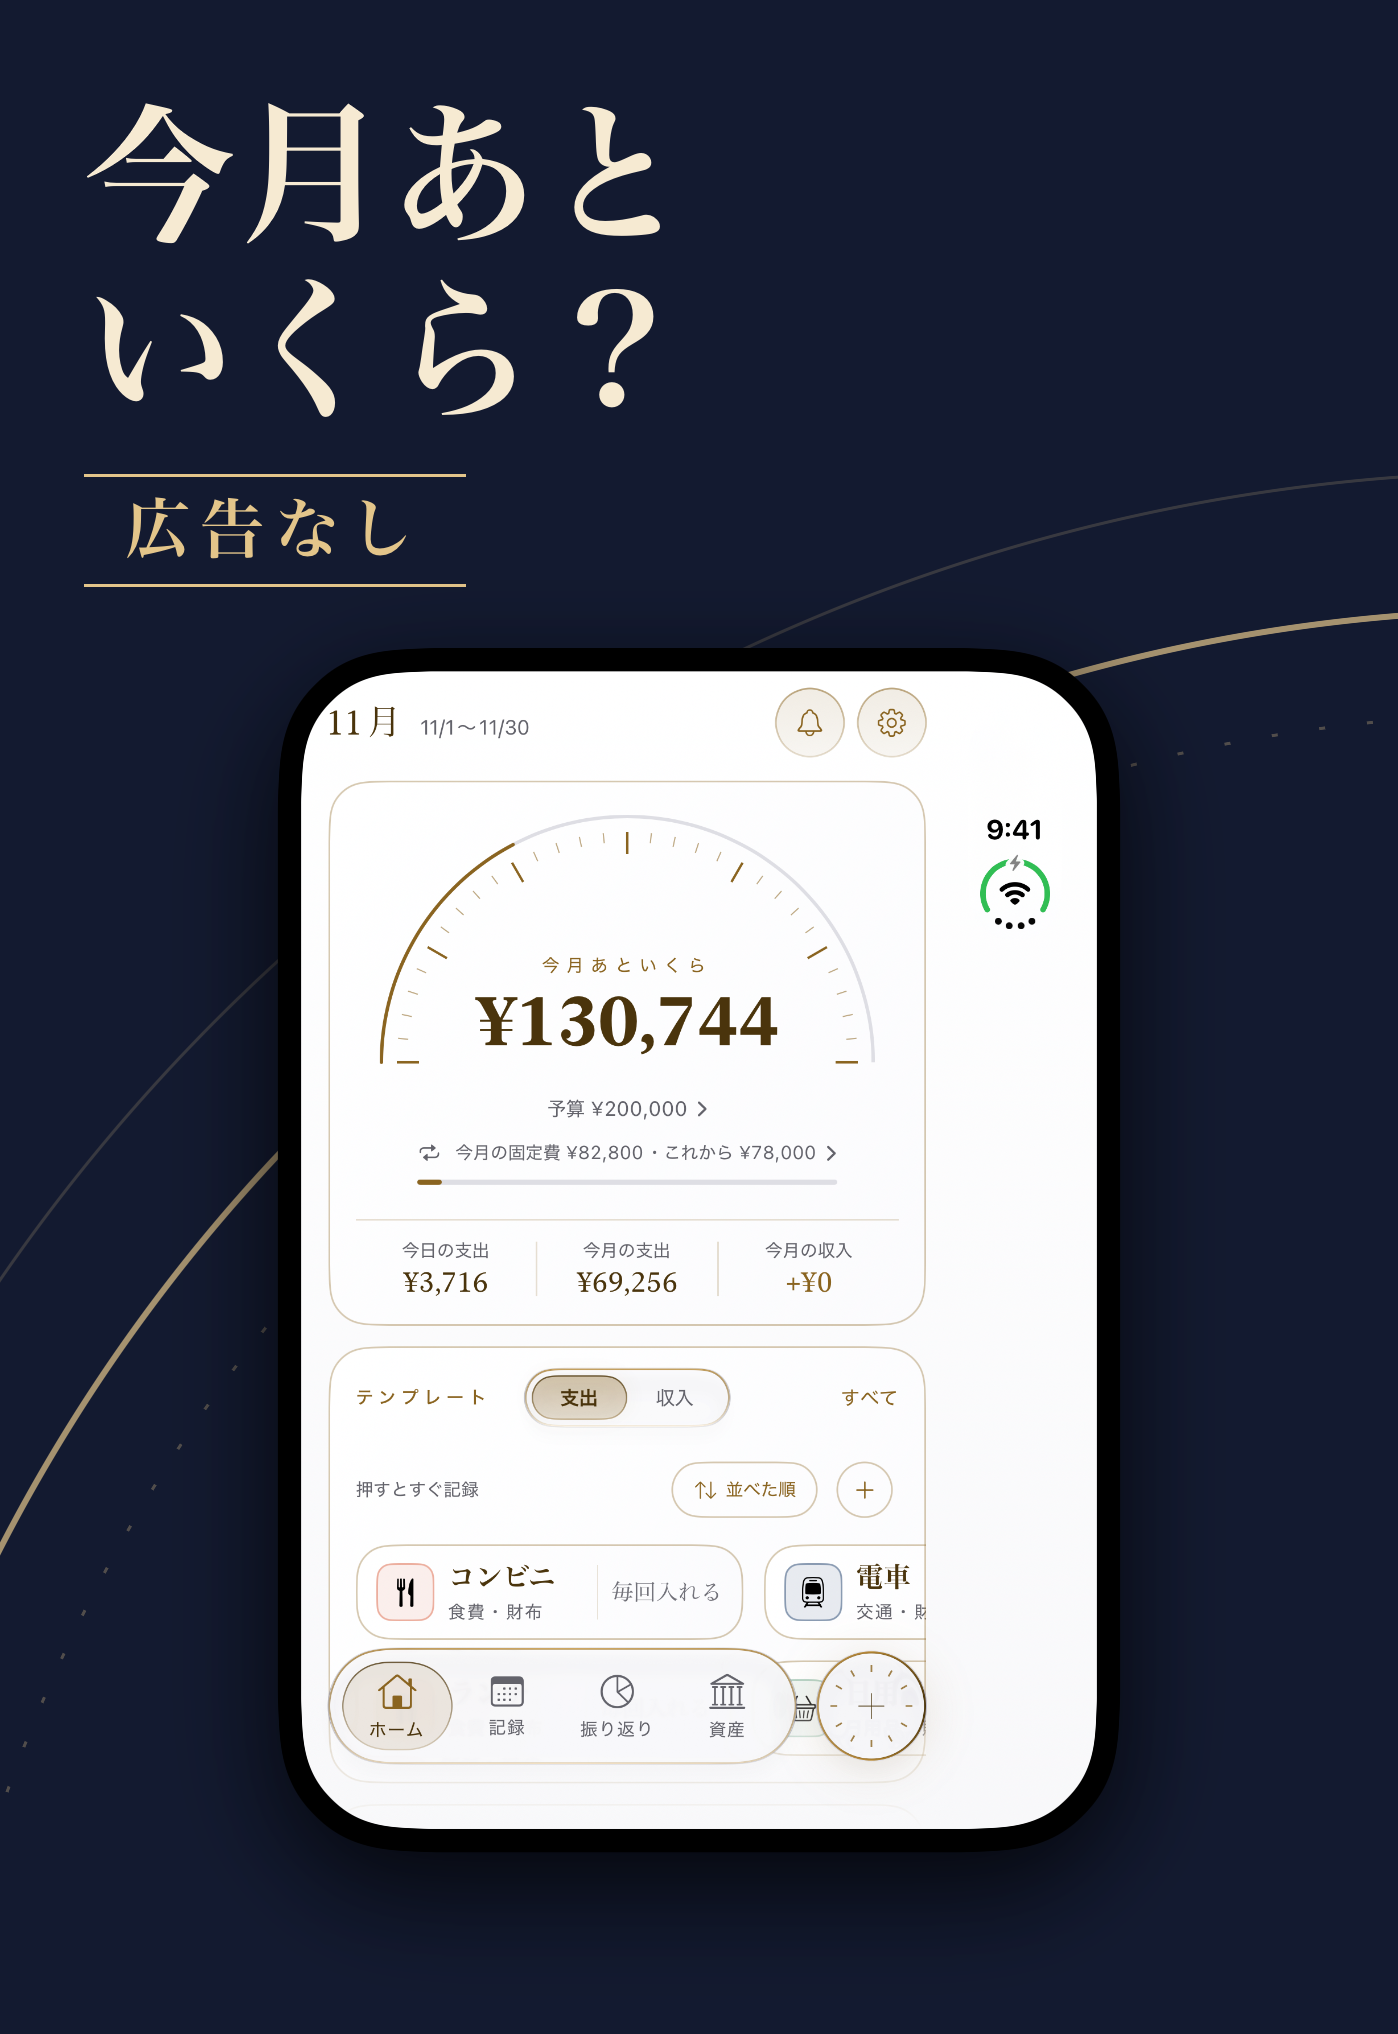 今月あと
いくら？
広告なし
11月 11/1〜11/30
9:41
今月あといくら
¥130,744
予算 ¥200,000
今月の固定費 ¥82,800・これから ¥78,000
今日の支出 今月の支出 今月の収入
¥3,716 ¥69,256 +¥0
テンプレート 支出 収入 すべて
押すとすぐ記録 並べた順
コンビニ 毎回入れる 電車
食費・財布 交通・財
ホーム 記録 振り返り 資産